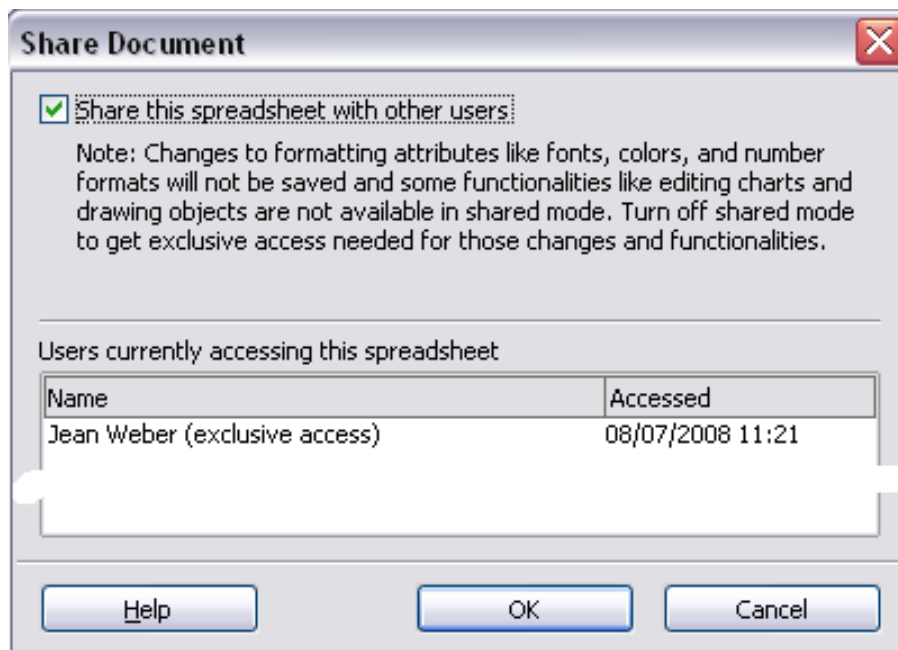 Share Document
Share this spreadsheet with other users
Note: Changes to formatting attributes like fonts, colors, and number
formats will not be saved and some functionalities like editing charts and
drawing objects are not available in shared mode. Turn off shared mode
to get exclusive access needed for those changes and functionalities.
Users currently accessing this spreadsheet
Name Accessed
Jean Weber (exclusive access) 08/07/2008 11:21
Help OK Cancel